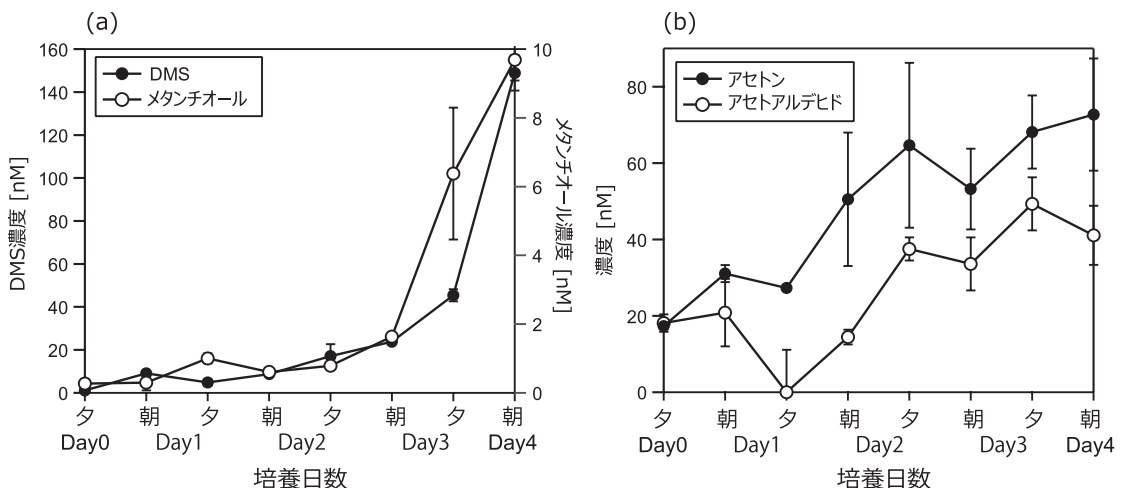 (a)
160
140
120
100
80
60
40
20
0
DMS濃度 [nM]
DMS
メタンチオール
10
8
6
4
2
0
メタンチオール濃度 [nM]
夕 朝 夕 朝 夕 朝 夕 朝
Day0 Day1 Day2 Day3 Day4
培養日数
(b)
80
60
40
20
0
濃度 [nM]
アセトン
アセトアルデヒド
夕 朝 夕 朝 夕 朝 夕 朝
Day0 Day1 Day2 Day3 Day4
培養日数